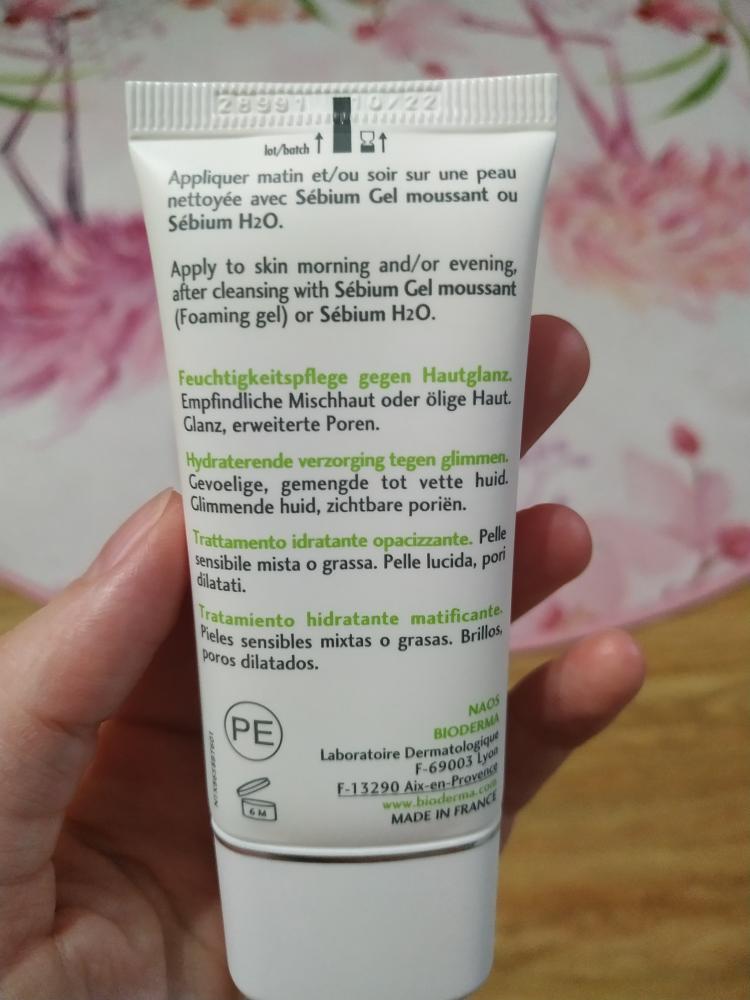 28991 10/22
lot/batch
Appliquer matin et/ou soir sur une peau
nettoyée avec Sébium Gel moussant ou
Sébium H2O.
Apply to skin morning and/or evening,
after cleansing with Sébium Gel moussant
(Foaming gel) or Sébium H2O.
Feuchtigkeitspflege gegen Hautglanz.
Empfindliche Mischhaut oder ölige Haut.
Glanz, erweiterte Poren.
Hydraterende verzorging tegen glimmen.
Gevoelige, gemengde tot vette huid.
Glimmende huid, zichtbare poriën.
Trattamento idratante opacizzante. Pelle
sensibile mista o grassa. Pelle lucida, pori
dilatati.
Tratamiento hidratante matificante.
Pieles sensibles mixtas o grasas. Brillos,
poros dilatados.
PE
6 M
NAOS
BIODERMA
Laboratoire Dermatologique
F-69003 Lyon
F-13290 Aix-en-Provence
www.bioderma.com
MADE IN FRANCE